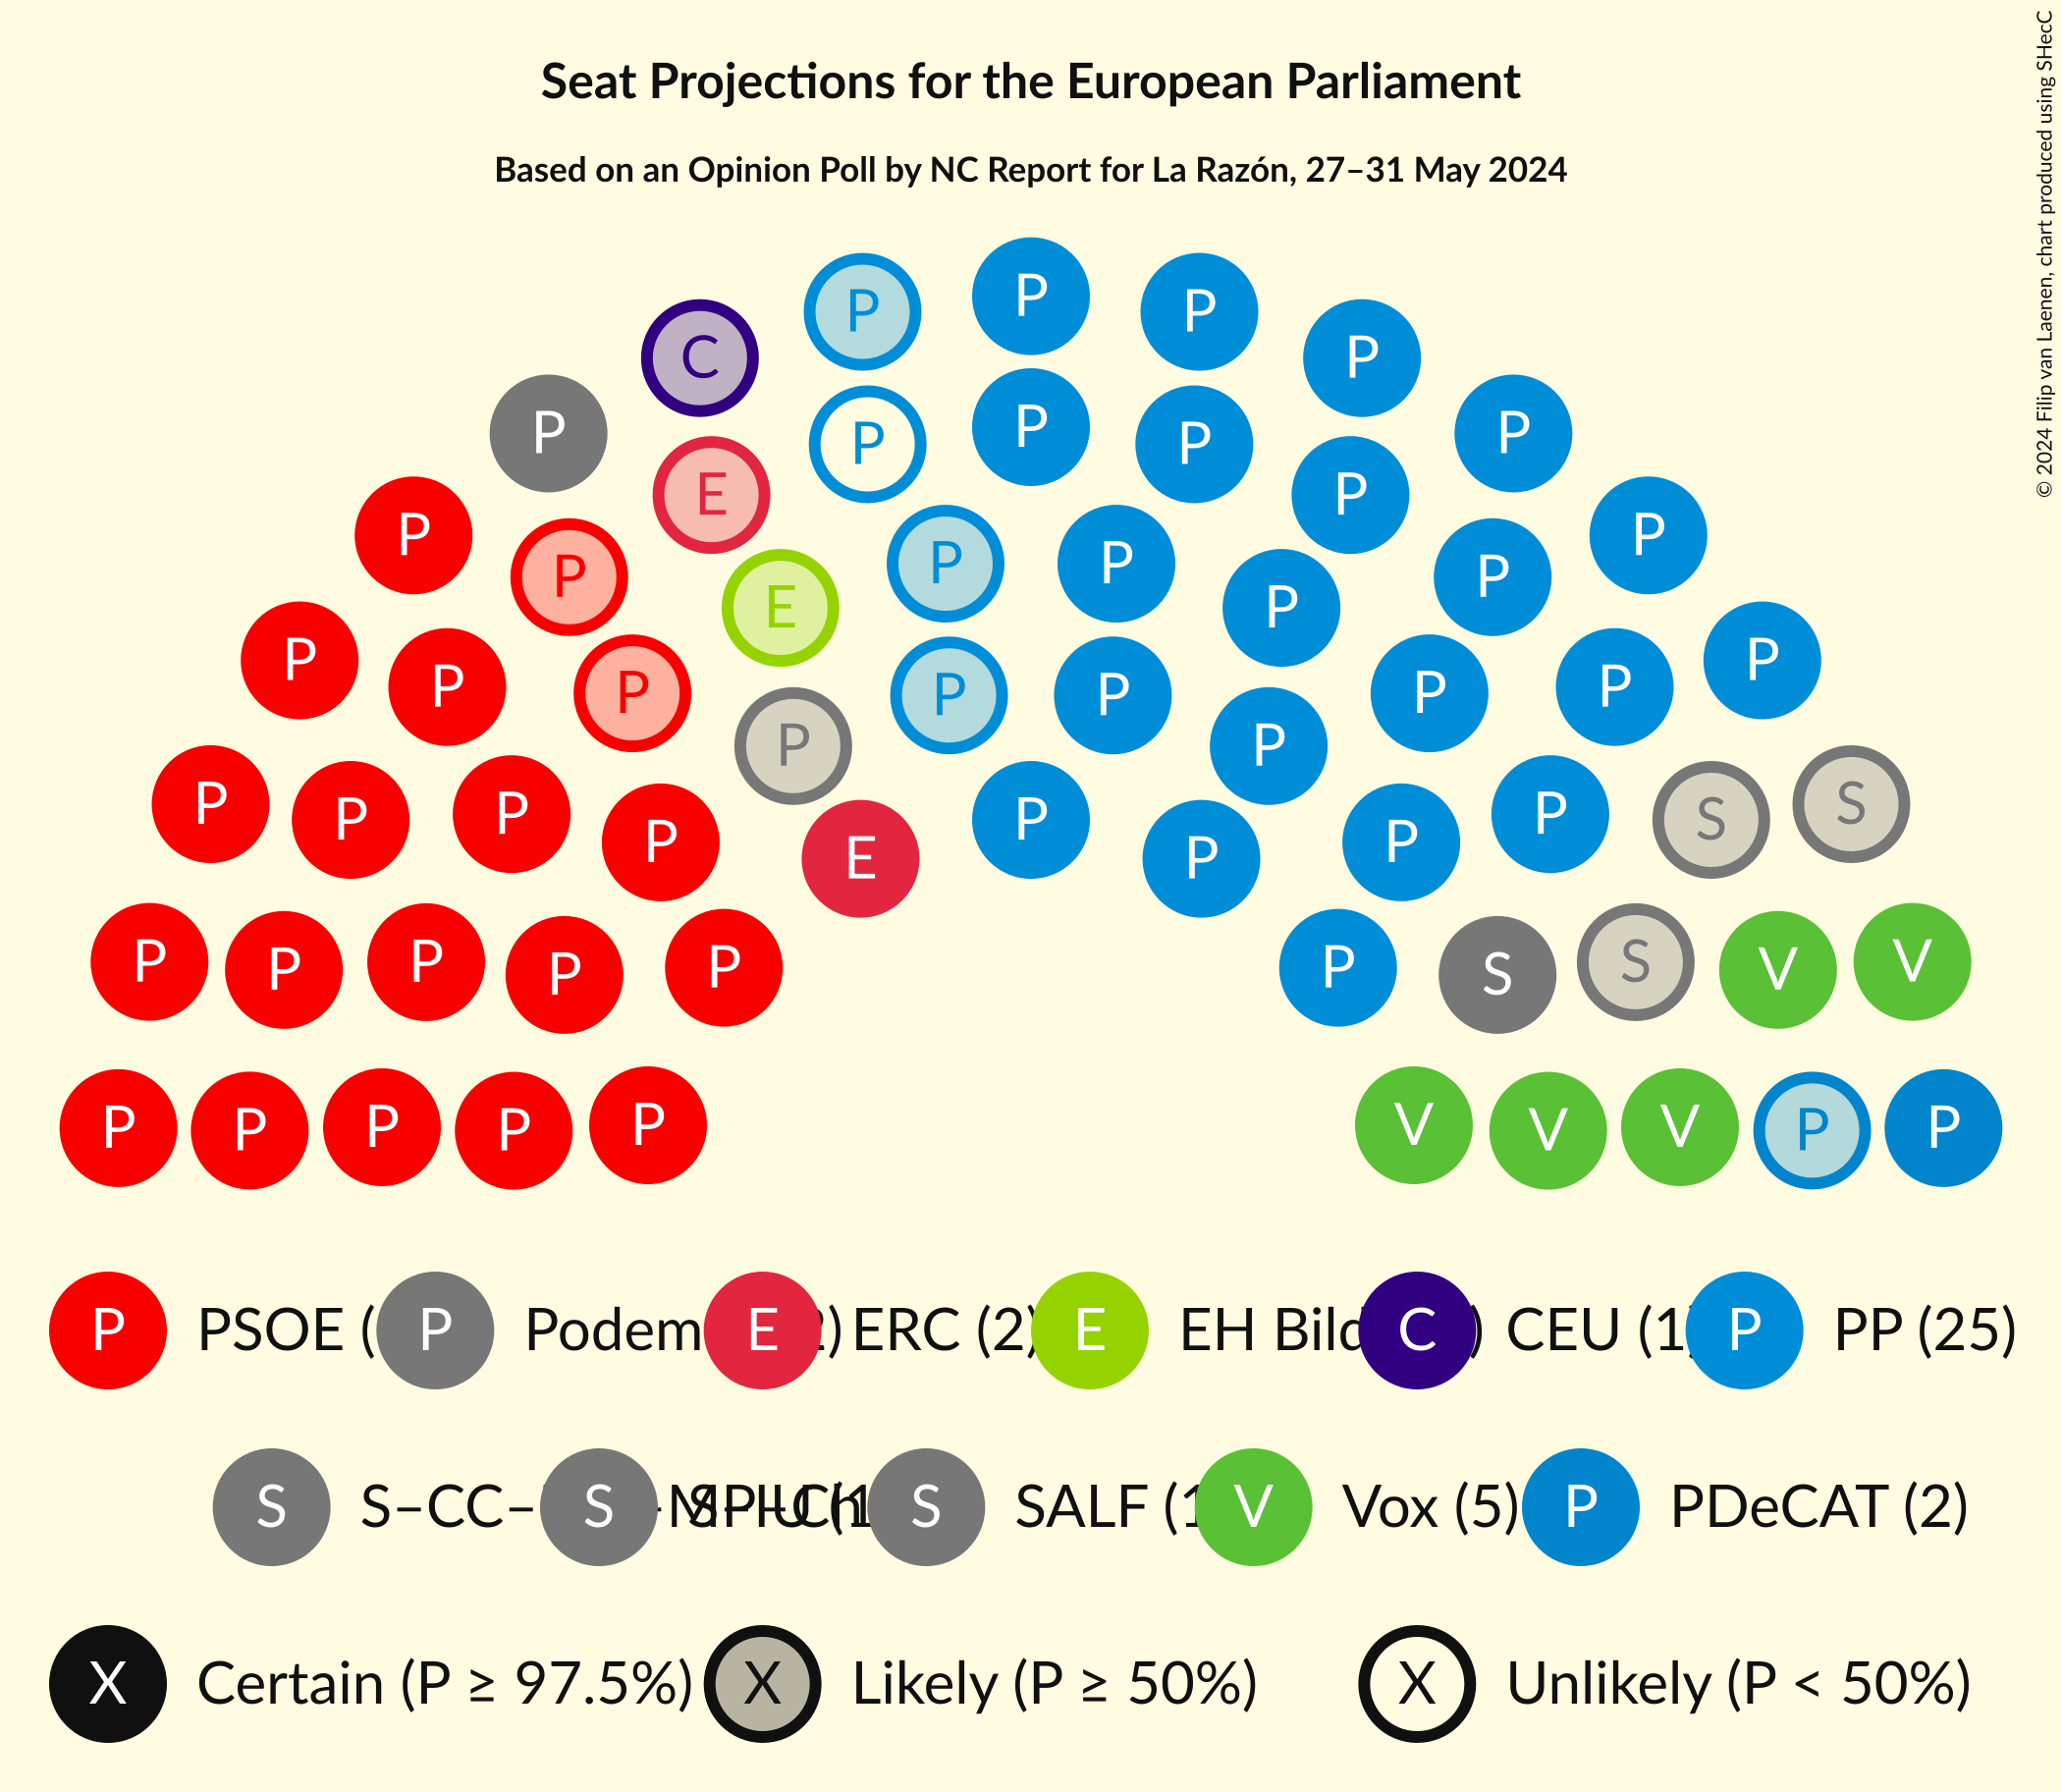 Seat Projections for the European Parliament
Based on an Opinion Poll by NC Report for La Razón, 27–31 May 2024
© 2024 Filip van Laenen, chart produced using SHecC
P P P
C P
P P P P P
E P
P P P P P P P
E P
P P P P P P P P P
P P P
P P P P P S S
P P P E P P
P P P P P P S S V V
P P P P P V V V P P
P PSOE ( P Podem 2) E ERC (2) E EH Bild ) C CEU (1) P PP (25)
S S–CC– S S SALF (1 V Vox (5) P PDeCAT (2)
X Certain (P ≥ 97.5%) X Likely (P ≥ 50%) X Unlikely (P < 50%)